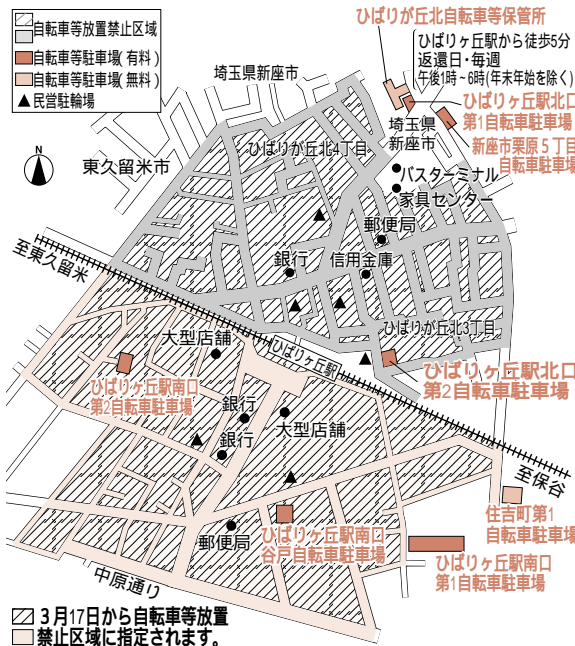 自転車等放置禁止区域
自転車等駐車場(有料)
自転車等駐車場(無料)
民営駐輪場
ひばりが丘北自転車等保管所
ひばりヶ丘駅から徒歩5分
返還日・毎週
午後1時~6時(年末年始を除く)
埼玉県新座市
ひばりヶ丘駅北口
第1自転車駐車場
埼玉県
新座市
新座市栗原5丁目
自転車駐車場
N
東久留米市
ひばりが丘北4丁目
バスターミナル
家具センター
郵便局
至東久留米
銀行
信用金庫
ひばりが丘北3丁目
大型店舗
ひばりヶ丘駅
ひばりヶ丘駅南口
第2自転車駐車場
ひばりヶ丘駅北口
第2自転車駐車場
銀行
大型店舗
銀行
至保谷
住吉町第1
自転車駐車場
郵便局
ひばりヶ丘駅南口
谷戸自転車駐車場
ひばりヶ丘駅南口
第1自転車駐車場
中原通り
3月17日から自転車等放置
禁止区域に指定されます。